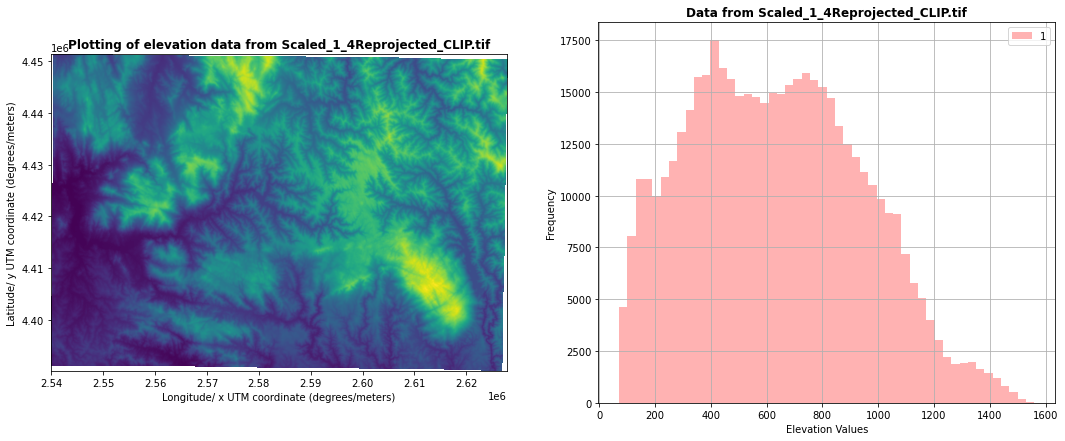 Plotting of elevation data from Scaled_1_4Reprojected_CLIP.tif
1e6
4.45
4.44
4.43
4.42
4.41
4.40
Latitude/ y UTM coordinate (degrees/meters)
2.54 2.55 2.56 2.57 2.58 2.59 2.60 2.61 2.62
1e6
Longitude/ x UTM coordinate (degrees/meters)
Data from Scaled_1_4Reprojected_CLIP.tif
1
17500
15000
12500
10000
7500
5000
2500
0
Frequency
0 200 400 600 800 1000 1200 1400 1600
Elevation Values